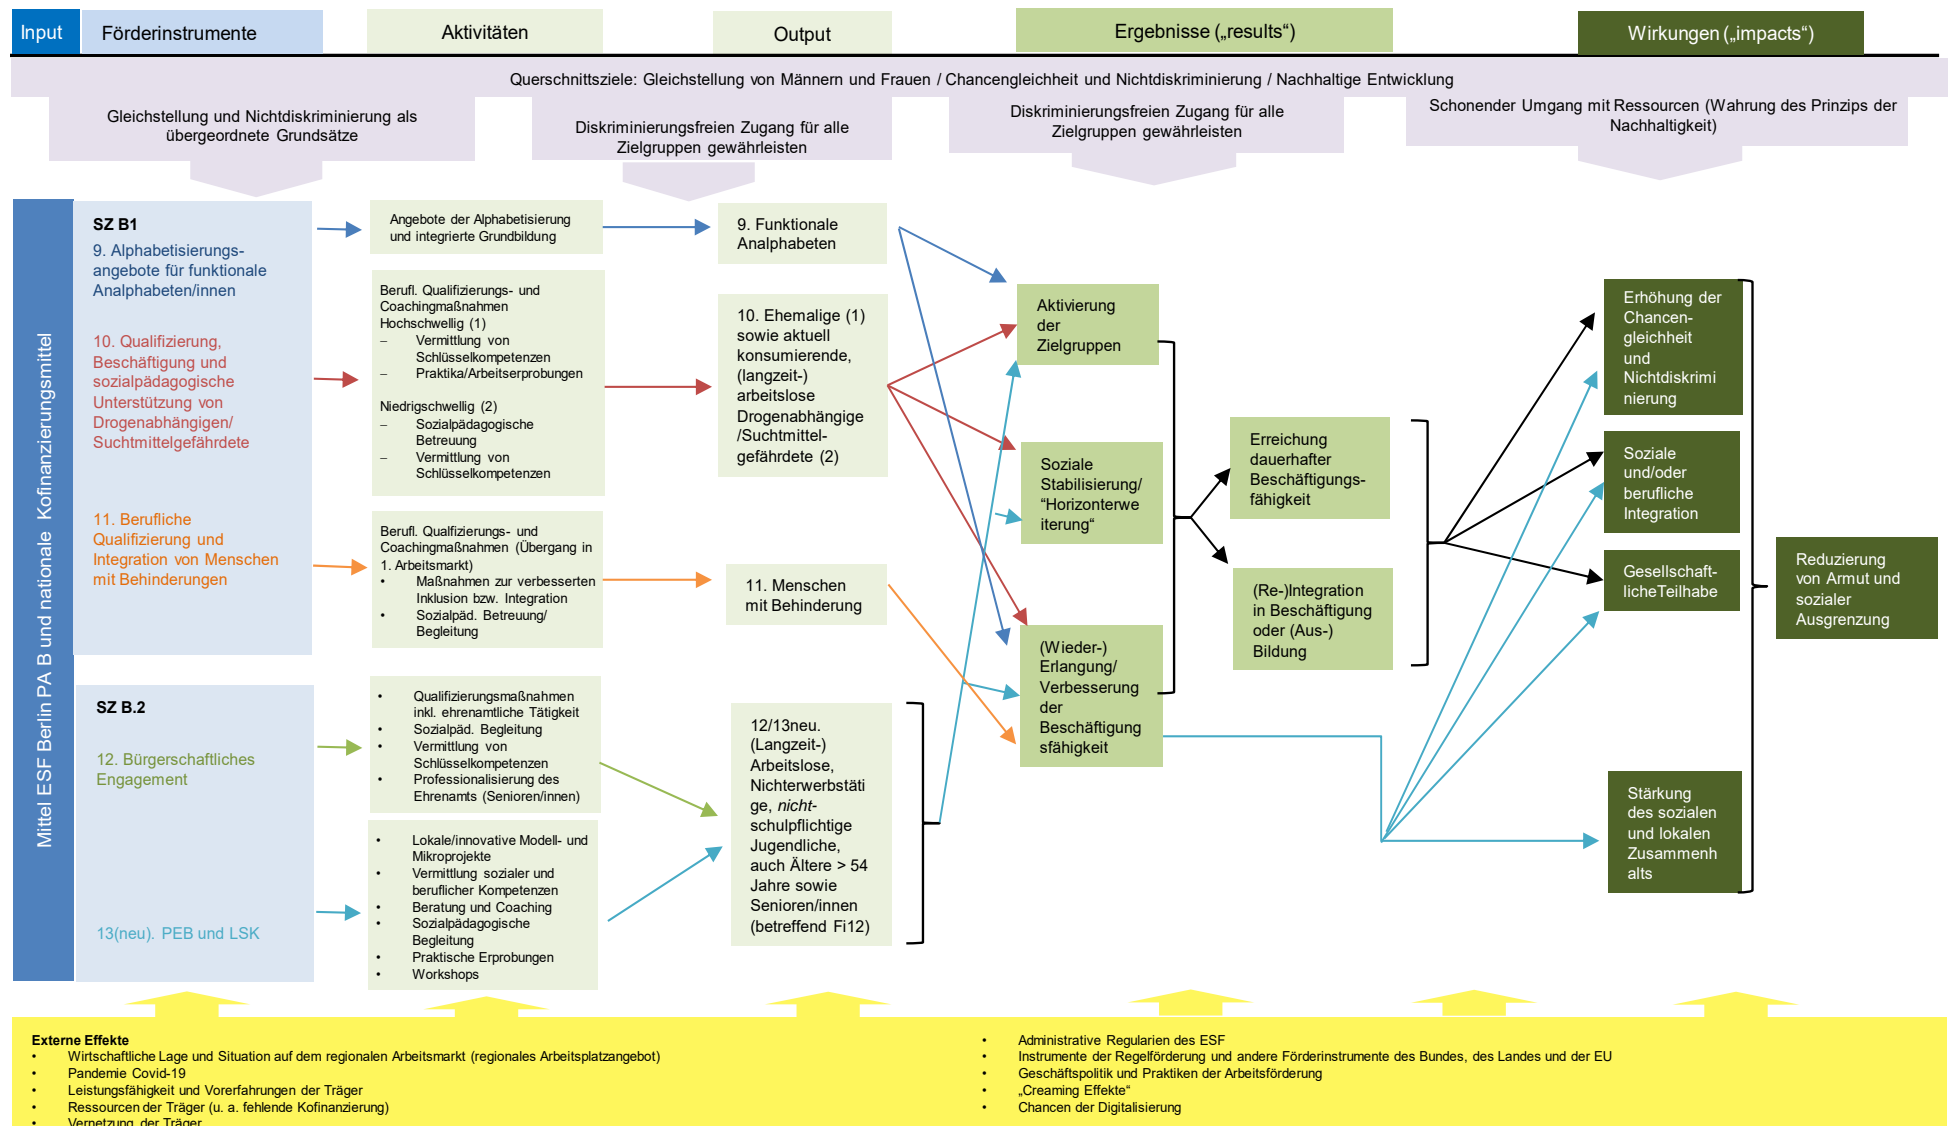 Input
Förderinstrumente
Aktivitäten
Output
Ergebnisse („results“)
Wirkungen („impacts“)
Querschnittsziele: Gleichstellung von Männern und Frauen / Chancengleichheit und Nichtdiskriminierung / Nachhaltige Entwicklung
Gleichstellung und Nichtdiskriminierung als
übergeordnete Grundsätze
Diskriminierungsfreien Zugang für alle
Zielgruppen gewährleisten
Diskriminierungsfreien Zugang für alle
Zielgruppen gewährleisten
Schonender Umgang mit Ressourcen (Wahrung des Prinzips der
Nachhaltigkeit)
Mittel ESF Berlin PA B und nationale Kofinanzierungsmittel
SZ B1
9. Alphabetisierungs-
angebote für funktionale
Analphabeten/innen
10. Qualifizierung,
Beschäftigung und
sozialpädagogische
Unterstützung von
Drogenabhängigen/
Suchtmittelgefährdete
11. Berufliche
Qualifizierung und
Integration von Menschen
mit Behinderungen
SZ B.2
12. Bürgerschaftliches
Engagement
13(neu). PEB und LSK
Angebote der Alphabetisierung
und integrierte Grundbildung
Berufl. Qualifizierungs- und
Coachingmaßnahmen
Hochschwellig (1)
– Vermittlung von
Schlüsselkompetenzen
– Praktika/Arbeitserprobungen
Niedrigschwellig (2)
– Sozialpädagogische
Betreuung
– Vermittlung von
Schlüsselkompetenzen
Berufl. Qualfizierungs- und
Coachingmaßnahmen (Übergang in
1. Arbeitsmarkt)
• Maßnahmen zur verbesserten
Inklusion bzw. Integration
• Sozialpäd. Betreuung/
Begleitung
• Qualifizierungsmaßnahmen
inkl. ehrenamtliche Tätigkeit
• Sozialpäd. Begleitung
• Vermittlung von
Schlüsselkompetenzen
• Professionalisierung des
Ehrenamts (Senioren/innen)
• Lokale/innovative Modell- und
Mikroprojekte
• Vermittlung sozialer und
beruflicher Kompetenzen
• Beratung und Coaching
• Sozialpädagogische
Begleitung
• Praktische Erprobungen
• Workshops
9. Funktionale
Analphabeten
10. Ehemalige (1)
sowie aktuell
konsumierende,
(langzeit-)
arbeitslose
Drogenabhängige
/Suchtmittel-
gefährdete (2)
11. Menschen
mit Behinderung
12/13neu.
(Langzeit-)
Arbeitslose,
Nichterwerbstäti
ge, nicht-
schulpflichtige
Jugendliche,
auch Ältere > 54
Jahre sowie
Senioren/innen
(betreffend Fi12)
Aktivierung
der
Zielgruppen
Soziale
Stabilisierung/
“Horizonterwe
iterung“
(Wieder-)
Erlangung/
Verbesserung
der
Beschäftigung
sfähigkeit
Erreichung
dauerhafter
Beschäftigungs-
fähigkeit
(Re-)Integration
in Beschäftigung
oder (Aus-)
Bildung
Erhöhung der
Chancen-
gleichheit
und
Nichtdiskrimi
nierung
Soziale
und/oder
berufliche
Integration
Gesellschaft-
licheTeilhabe
Stärkung
des sozialen
und lokalen
Zusammenh
alts
Reduzierung
von Armut und
sozialer
Ausgrenzung
Externe Effekte
• Wirtschaftliche Lage und Situation auf dem regionalen Arbeitsmarkt (regionales Arbeitsplatzangebot)
• Pandemie Covid-19
• Leistungsfähigkeit und Vorerfahrungen der Träger
• Ressourcen der Träger (u. a. fehlende Kofinanzierung)
• Vernetzung der Träger
• Administrative Regularien des ESF
• Instrumente der Regelförderung und andere Förderinstrumente des Bundes, des Landes und der EU
• Geschäftspolitik und Praktiken der Arbeitsförderung
• „Creaming Effekte“
• Chancen der Digitalisierung